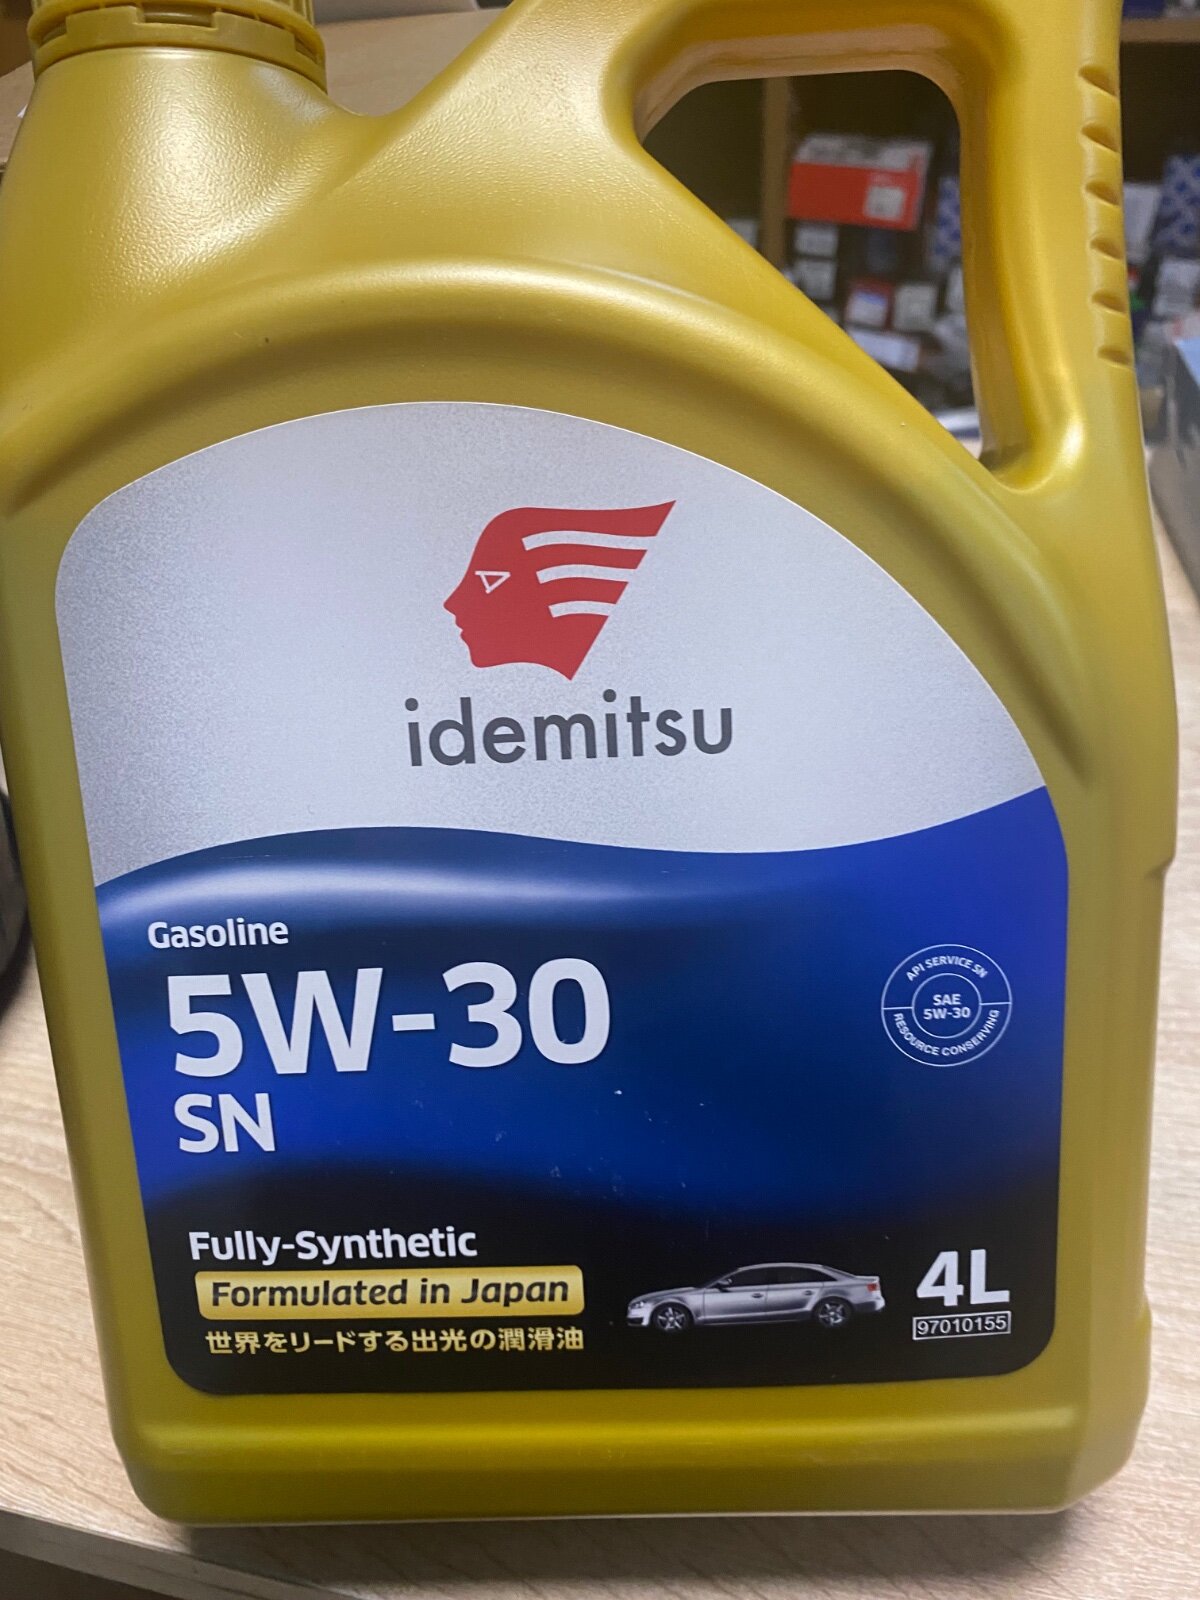 idemitsu
Gasoline
5W-30
SN
API SERVICE SN
SAE
5W-30
RESOURCE CONSERVING
Fully-Synthetic
Formulated in Japan
世界をリードする出光の潤滑油
4L
97010155